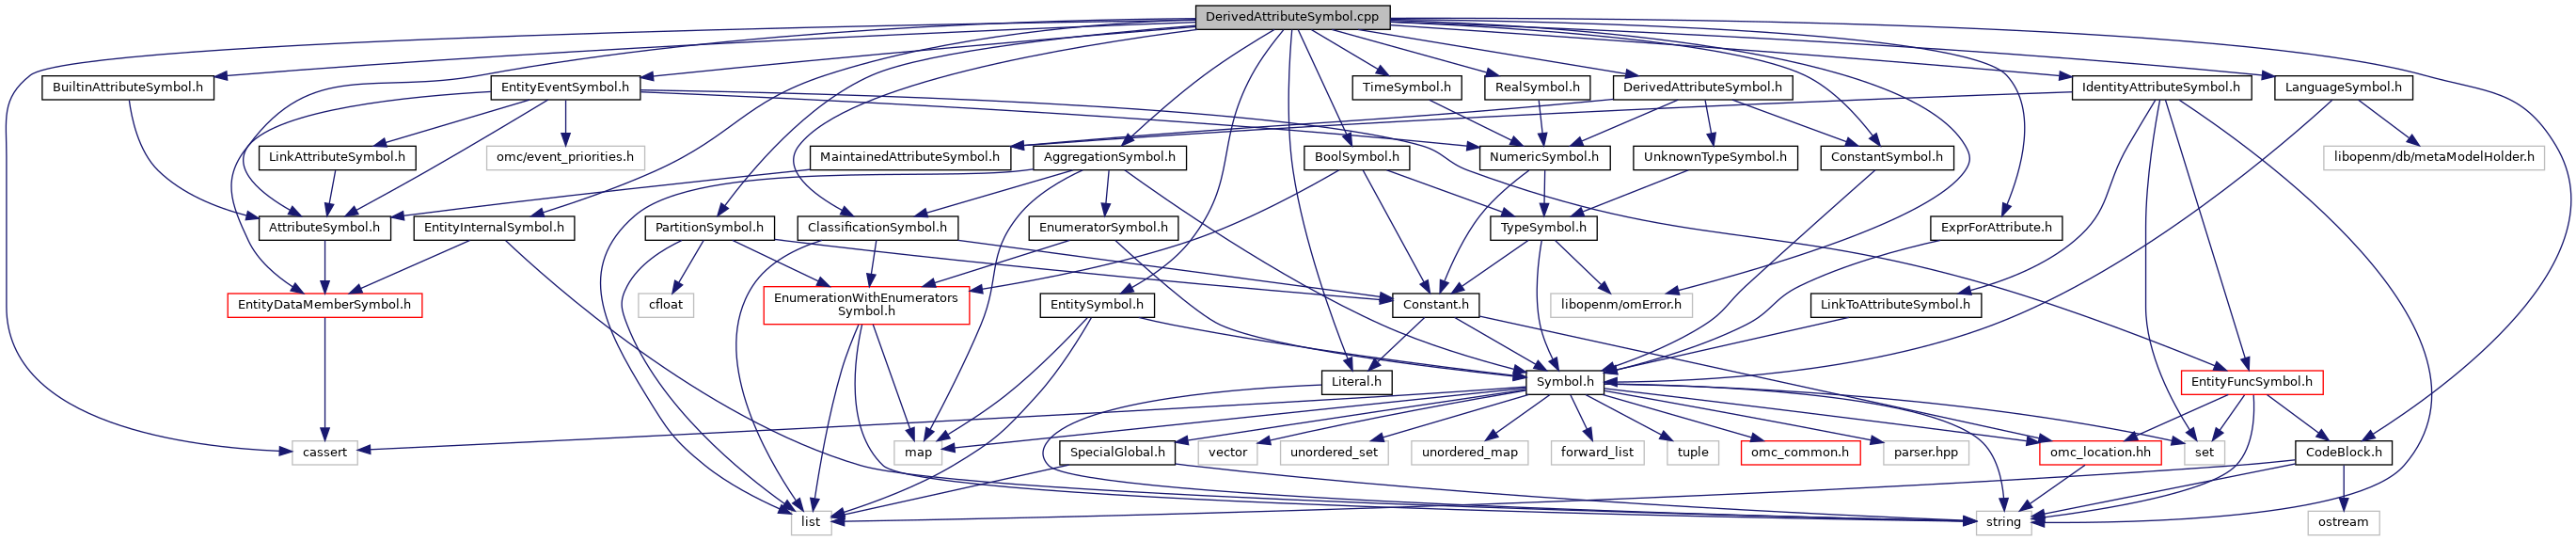 DerivedAttributeSymbol.cpp
BuiltinAttributeSymbol.h
EntityEventSymbol.h
TimeSymbol.h
RealSymbol.h
DerivedAttributeSymbol.h
IdentityAttributeSymbol.h
LanguageSymbol.h
LinkAttributeSymbol.h
omc/event_priorities.h
MaintainedAttributeSymbol.h
AggregationSymbol.h
BoolSymbol.h
NumericSymbol.h
UnknownTypeSymbol.h
ConstantSymbol.h
libopenm/db/metaModelHolder.h
AttributeSymbol.h
EntityInternalSymbol.h
PartitionSymbol.h
ClassificationSymbol.h
EnumeratorSymbol.h
TypeSymbol.h
ExprForAttribute.h
EntityDataMemberSymbol.h
cfloat
EnumerationWithEnumerators
Symbol.h
EntitySymbol.h
Constant.h
libopenm/omError.h
LinkToAttributeSymbol.h
Literal.h
Symbol.h
EntityFuncSymbol.h
cassert
map
SpecialGlobal.h
vector
unordered_set
unordered_map
forward_list
tuple
omc_common.h
parser.hpp
omc_location.hh
set
CodeBlock.h
list
string
ostream